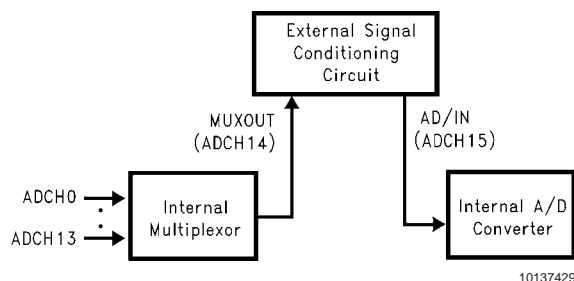 External Signal
Conditioning
Circuit
MUXOUT
(ADCH14)
AD/IN
(ADCH15)
ADCH0
ADCH13
Internal
Multiplexor
Internal A/D
Converter
10137429